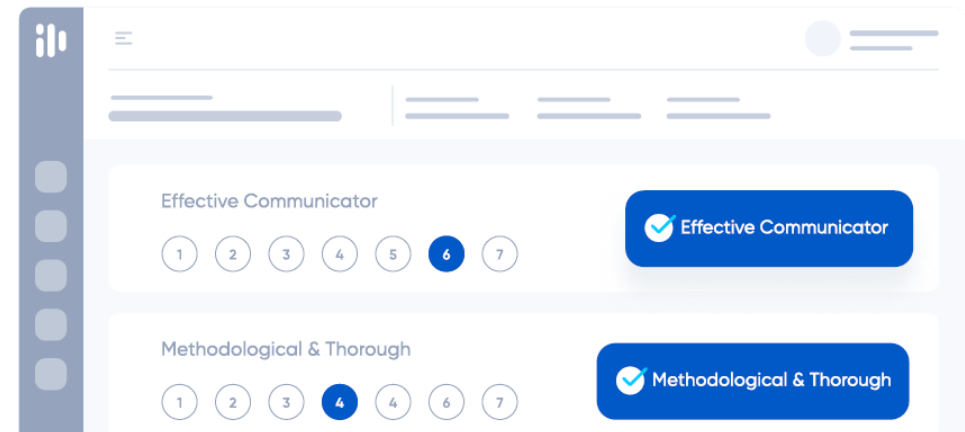 Effective Communicator
1 2 3 4 5 6 7
Effective Communicator
Methodological & Thorough
1 2 3 4 4 6 7
Methodological & Thorough